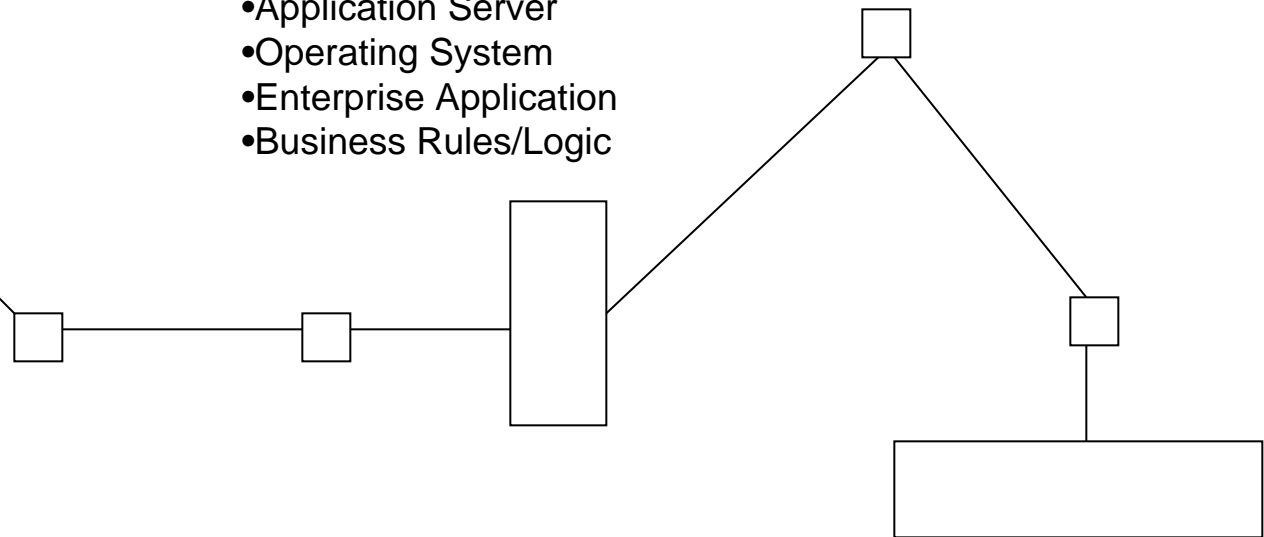 •Application Server
•Operating System
•Enterprise Application
•Business Rules/Logic